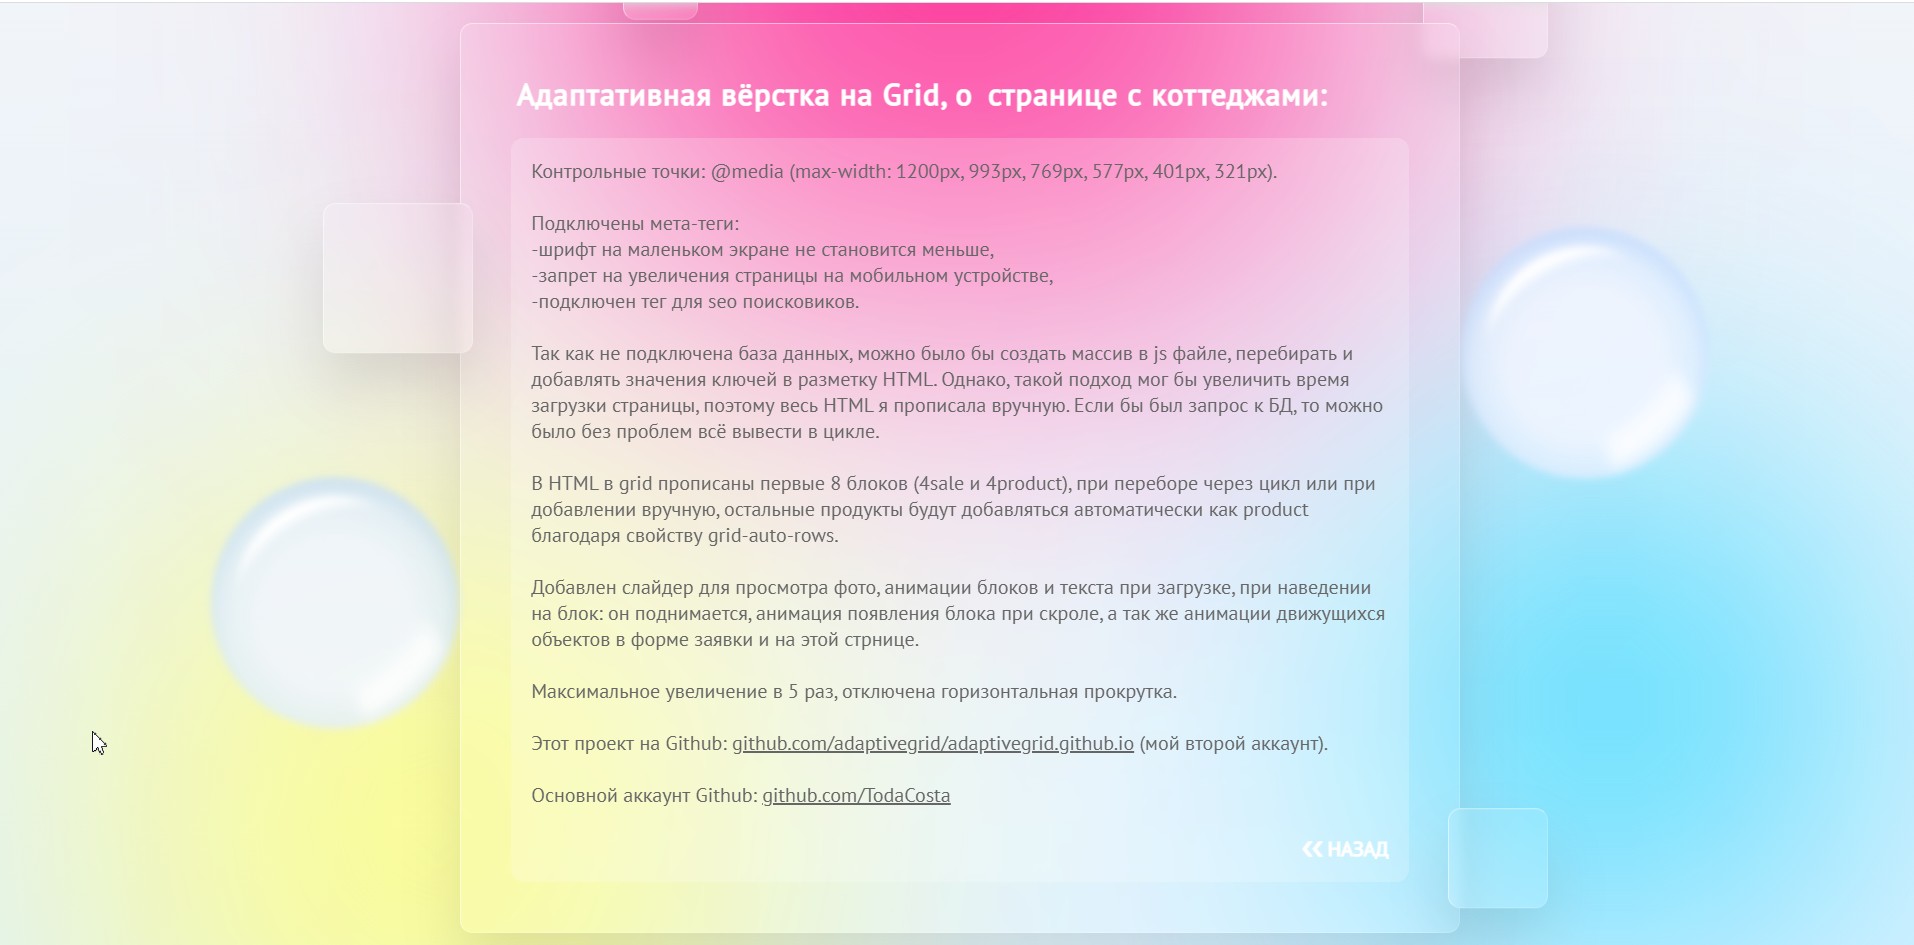 Адаптативная вёрстка на Grid, о странице с коттеджами:
Контрольные точки: @media (max-width: 1200px, 993px, 769px, 577px, 401px, 321px).
Подключены мета-теги:
-шрифт на маленьком экране не становится меньше,
-запрет на увеличения страницы на мобильном устройстве,
-подключен тег для seo поисковиков.
Так как не подключена база данных, можно было бы создать массив в js файле, перебирать и
добавлять значения ключей в разметку HTML. Однако, такой подход мог бы увеличить время
загрузки страницы, поэтому весь HTML я прописала вручную. Если бы был запрос к БД, то можно
было без проблем всё вывести в цикле.
В HTML в grid прописаны первые 8 блоков (4sale и 4product), при переборе через цикл или при
добавлении вручную, остальные продукты будут добавляться автоматически как product
благодаря свойству grid-auto-rows.
Добавлен слайдер для просмотра фото, анимации блоков и текста при загрузке, при наведении
на блок: он поднимается, анимация появления блока при скроле, а так же анимации движущихся
объектов в форме заявки и на этой стрнице.
Максимальное увеличение в 5 раз, отключена горизонтальная прокрутка.
Этот проект на Github: github.com/adaptivegrid/adaptivegrid.github.io (мой второй аккаунт).
Основной аккаунт Github: github.com/TodaCosta
« НАЗАД